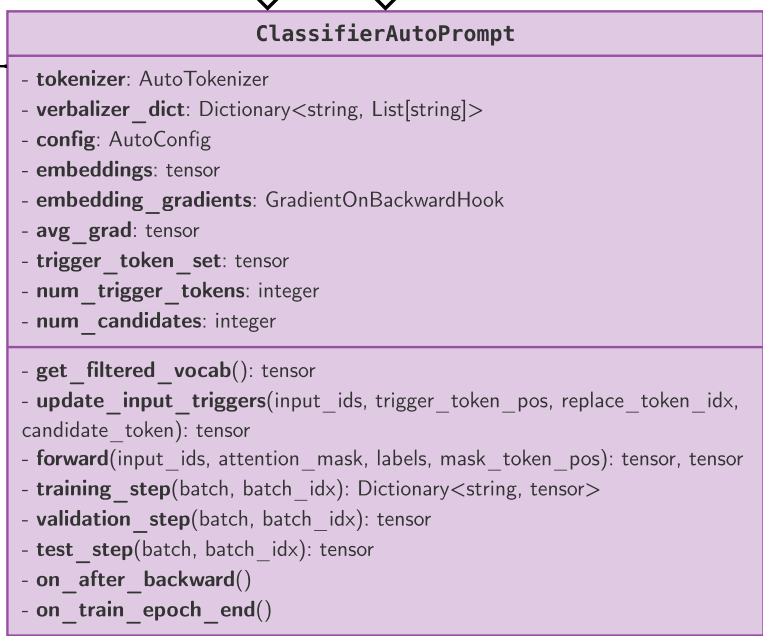 ClassifierAutoPrompt
- tokenizer: AutoTokenizer
- verbalizer_dict: Dictionary<string, List[string]>
- config: AutoConfig
- embeddings: tensor
- embedding_gradients: GradientOnBackwardHook
- avg_grad: tensor
- trigger_token_set: tensor
- num_trigger_tokens: integer
- num_candidates: integer
- get_filtered_vocab(): tensor
- update_input_triggers(input_ids, trigger_token_pos, replace_token_idx,
candidate_token): tensor
- forward(input_ids, attention_mask, labels, mask_token_pos): tensor, tensor
- training_step(batch, batch_idx): Dictionary<string, tensor>
- validation_step(batch, batch_idx): tensor
- test_step(batch, batch_idx): tensor
- on_after_backward()
- on_train_epoch_end()